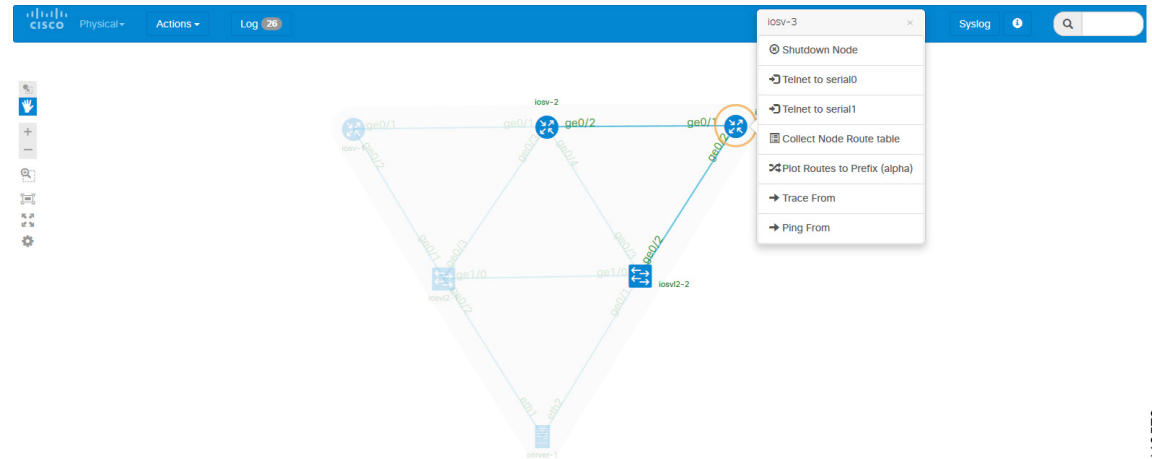 CISCO Physical Actions Log 26 Syslog
iosv-3 ×
Shutdown Node
Telnet to serial0
Telnet to serial1
Collect Node Route table
Plot Routes to Prefix (alpha)
Trace From
Ping From
iosv-2
ge0/1 ge0/1 ge0/2 ge0/1
ge0/2 ge0/3 ge0/4 ge0/2
ge0/1 ge0/3 ge0/3 ge0/2
ge1/0 ge1/0
iosvl2-2
ge0/2 ge0/1
eth1 eth2
server-1